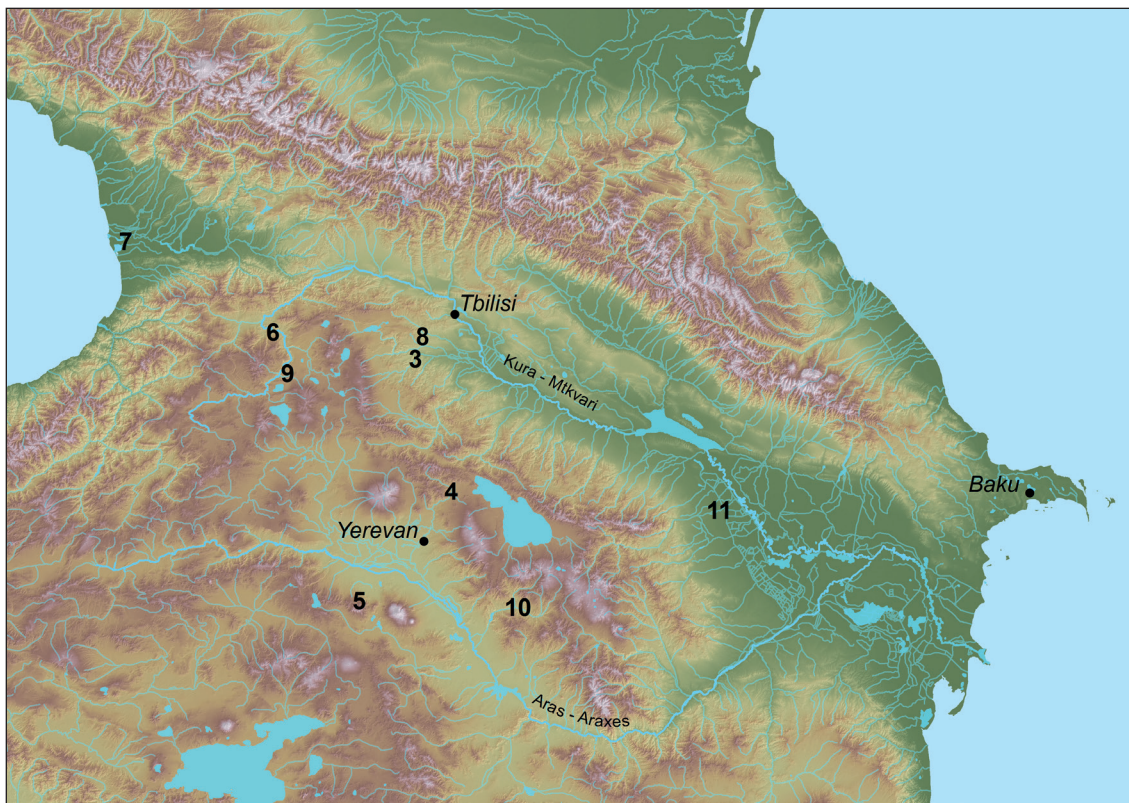 7
Tbilisi
6
8
3
9
Kura - Mtkvari
4
Baku
11
Yerevan
5
10
Aras - Araxes